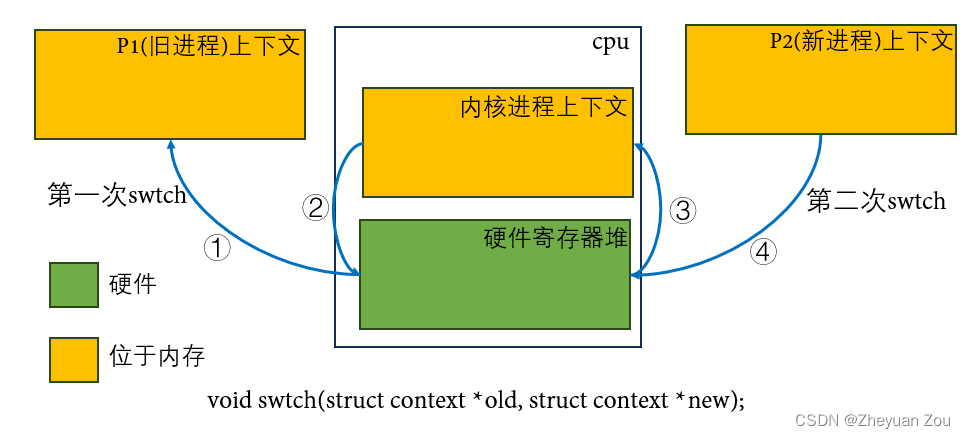 P1(旧进程)上下文
cpu
P2(新进程)上下文
内核进程上下文
第一次swtch
②
③
第二次swtch
①
硬件寄存器堆
④
硬件
位于内存
void swtch(struct context *old, struct context *new);
CSDN @Zheyuan Zou